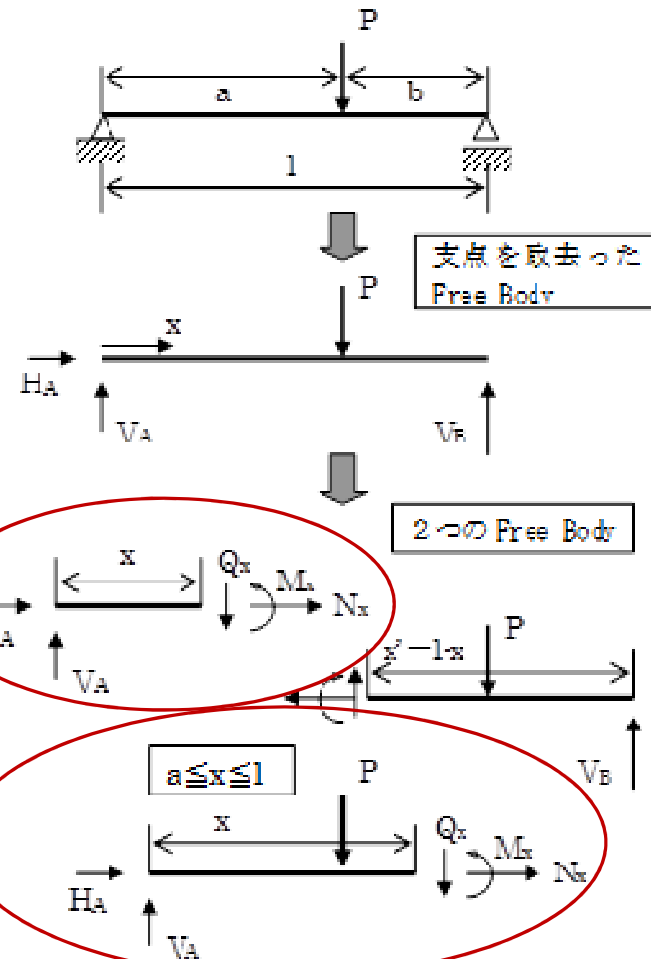 P
a
b
l
支点を取去った
Free Body
P
x
HA
VA
VB
2つのFree Body
x
Qx
Mx
Nx
A
VA
P
x'=l-x
VB
a≦x≦l
P
x
Qx
Mx
Nx
HA
VA